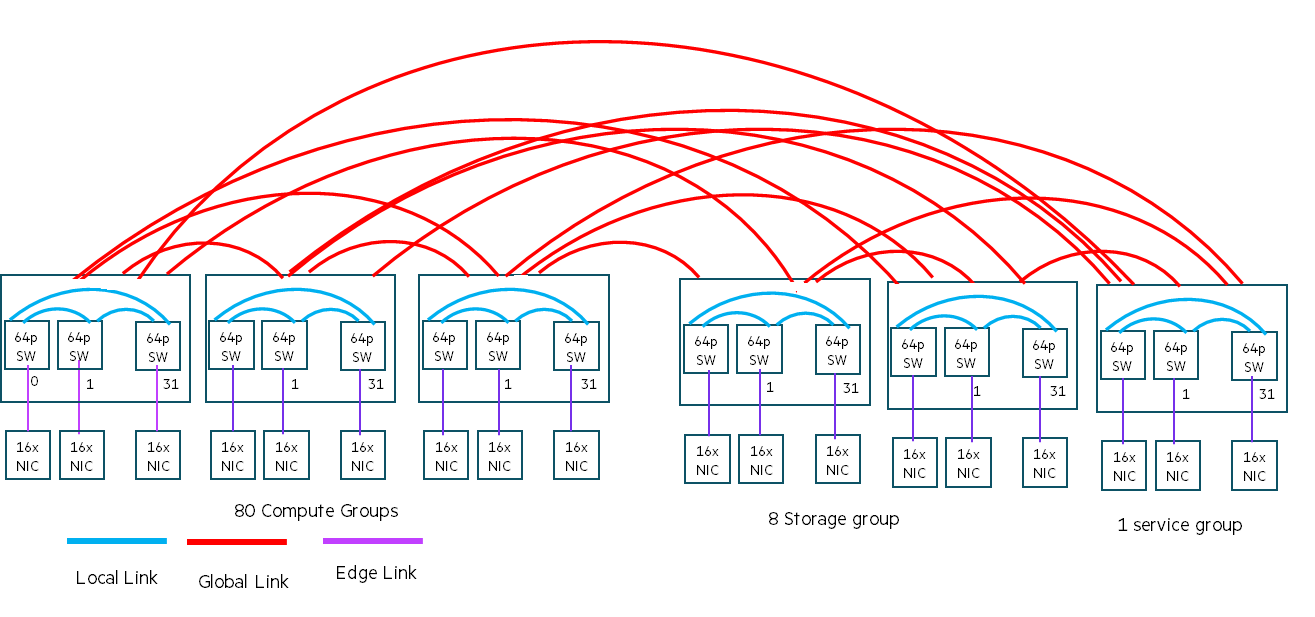 64p
SW
64p
SW
64p
SW
0
1
31
64p
SW
64p
SW
64p
SW
1
31
64p
SW
64p
SW
64p
SW
1
31
64p
SW
64p
SW
64p
SW
1
31
64p
SW
64p
SW
64p
SW
1
31
64p
SW
64p
SW
64p
SW
1
31
16x
NIC
16x
NIC
16x
NIC
16x
NIC
16x
NIC
16x
NIC
16x
NIC
16x
NIC
16x
NIC
16x
NIC
16x
NIC
16x
NIC
16x
NIC
16x
NIC
16x
NIC
16x
NIC
16x
NIC
16x
NIC
80 Compute Groups
8 Storage group
1 service group
Local Link
Global Link
Edge Link